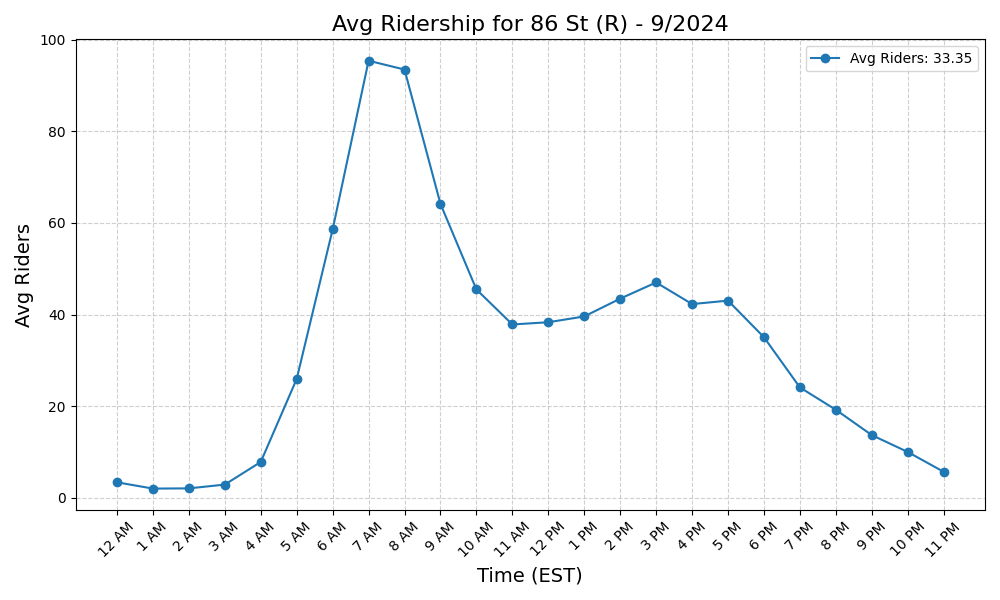 Avg Ridership for 86 St (R) - 9/2024
Avg Riders: 33.35
Avg Riders
100
80
60
40
20
0
12 AM
1 AM
2 AM
3 AM
4 AM
5 AM
6 AM
7 AM
8 AM
9 AM
10 AM
11 AM
12 PM
1 PM
2 PM
3 PM
4 PM
5 PM
6 PM
7 PM
8 PM
9 PM
10 PM
11 PM
Time (EST)